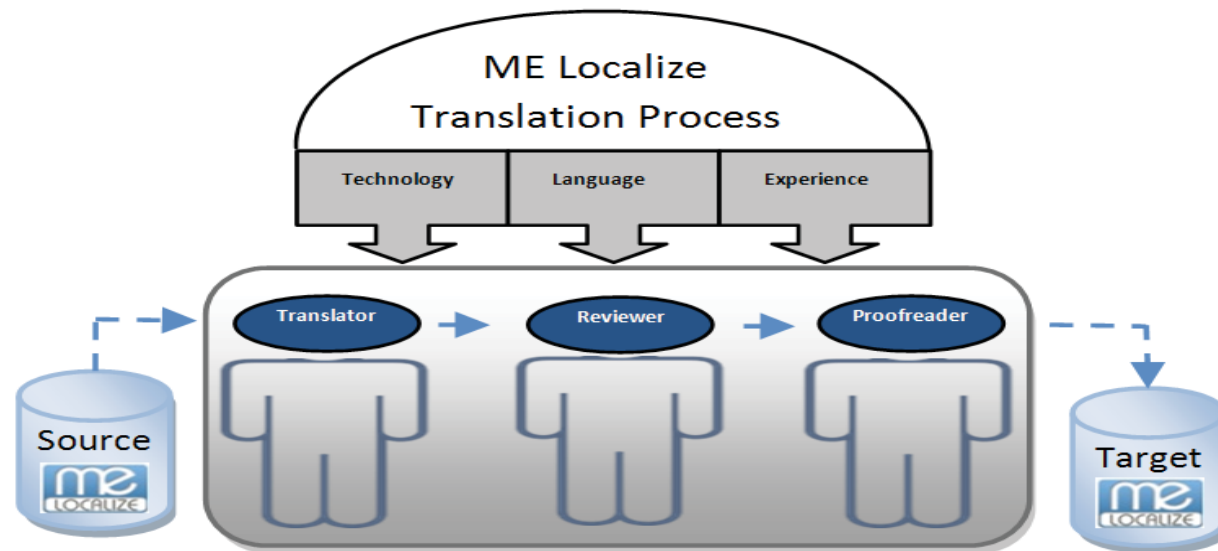 ME Localize
Translation Process
Technology
Language
Experience
Translator
Reviewer
Proofreader
Source
me
LOCALIZE
Target
me
LOCALIZE